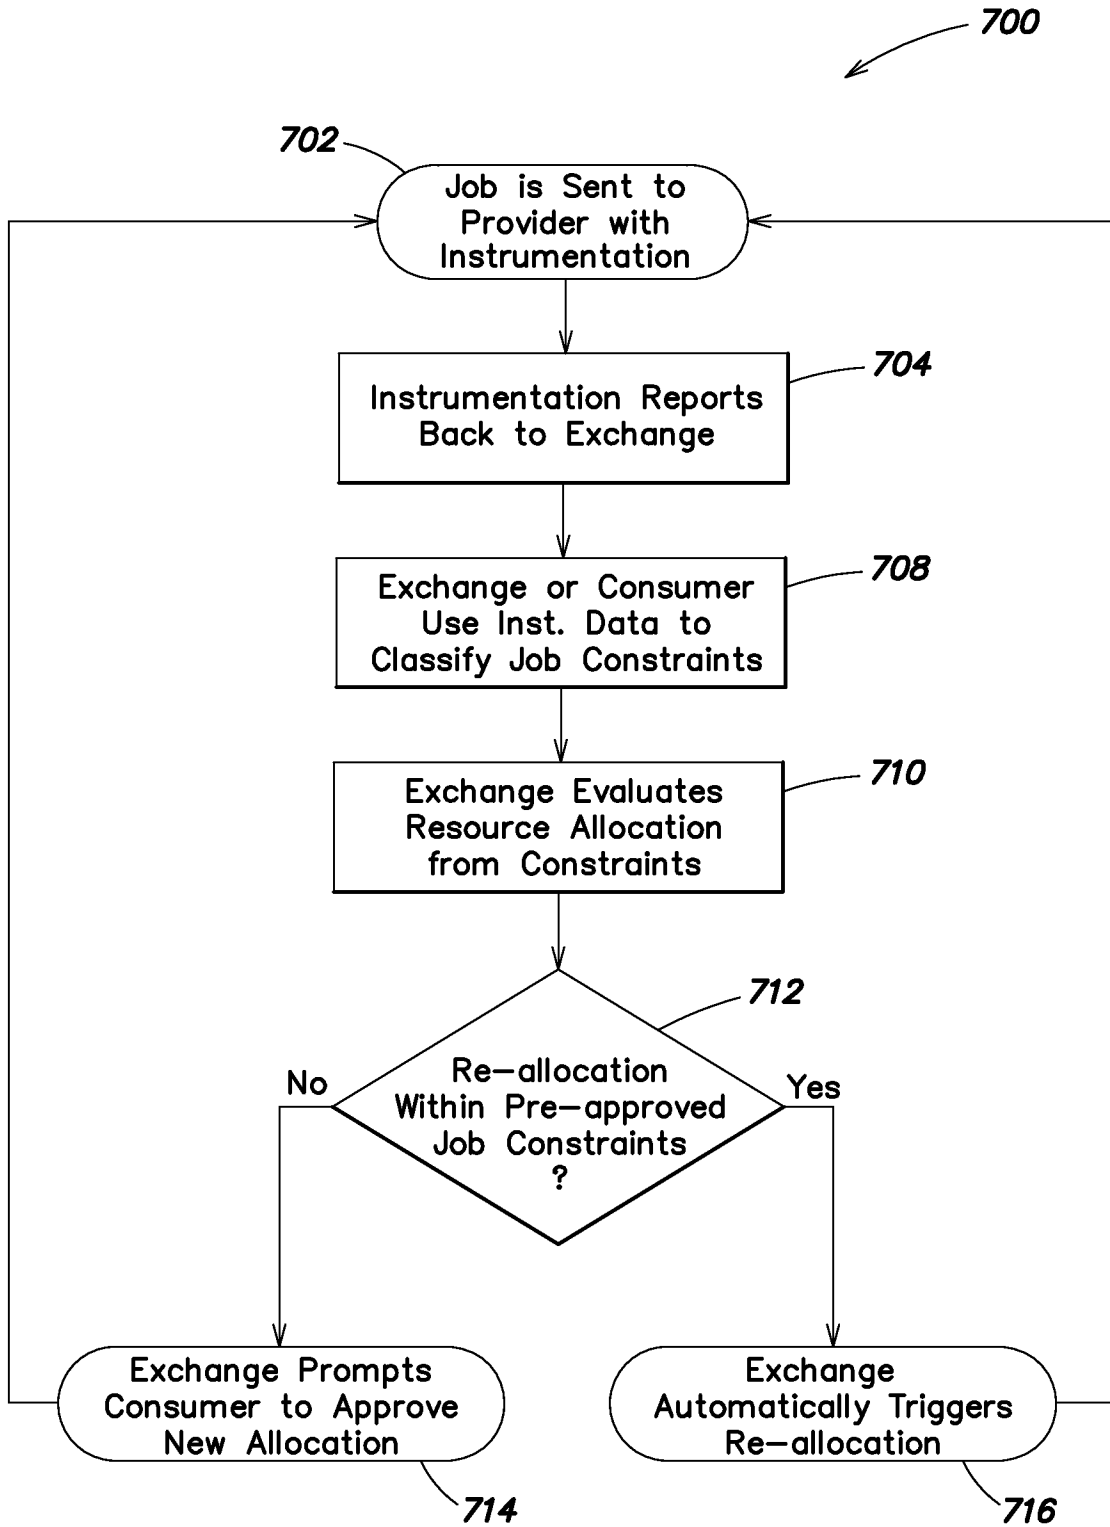 700
702
Job is Sent to
Provider with
Instrumentation
704
Instrumentation Reports
Back to Exchange
708
Exchange or Consumer
Use Inst. Data to
Classify Job Constraints
710
Exchange Evaluates
Resource Allocation
from Constraints
712
Re-allocation
Within Pre-approved
Job Constraints
?
No
Yes
Exchange Prompts
Consumer to Approve
New Allocation
714
Exchange
Automatically Triggers
Re-allocation
716